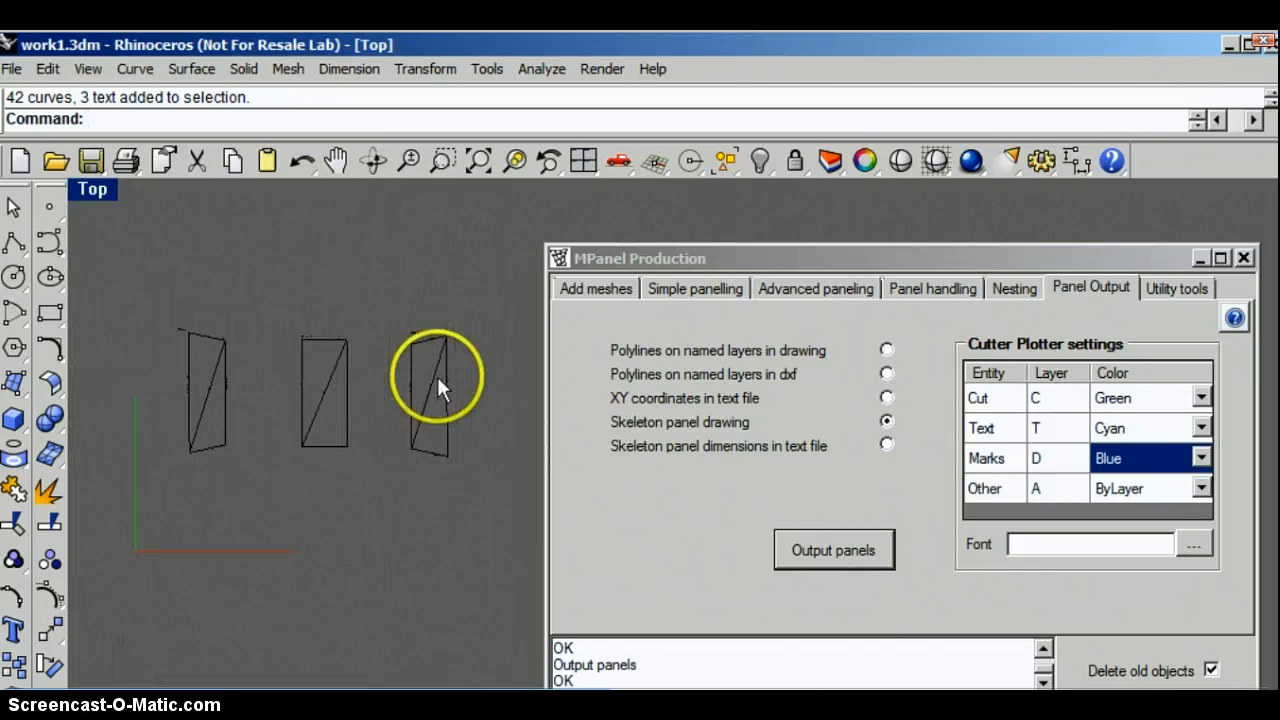 work1.3dm - Rhinoceros (Not For Resale Lab) - [Top]
File Edit View Curve Surface Solid Mesh Dimension Transform Tools Analyze Render Help
42 curves, 3 text added to selection.
Command:
Top
MPanel Production
Add meshes Simple panelling Advanced paneling Panel handling Nesting Panel Output Utility tools
Polylines on named layers in drawing
Polylines on named layers in dxf
XY coordinates in text file
Skeleton panel drawing
Skeleton panel dimensions in text file
Output panels
Cutter Plotter settings
Entity Layer Color
Cut C Green
Text T Cyan
Marks D Blue
Other A ByLayer
Font ...
OK
Output panels
OK
Delete old objects
Screencast-O-Matic.com